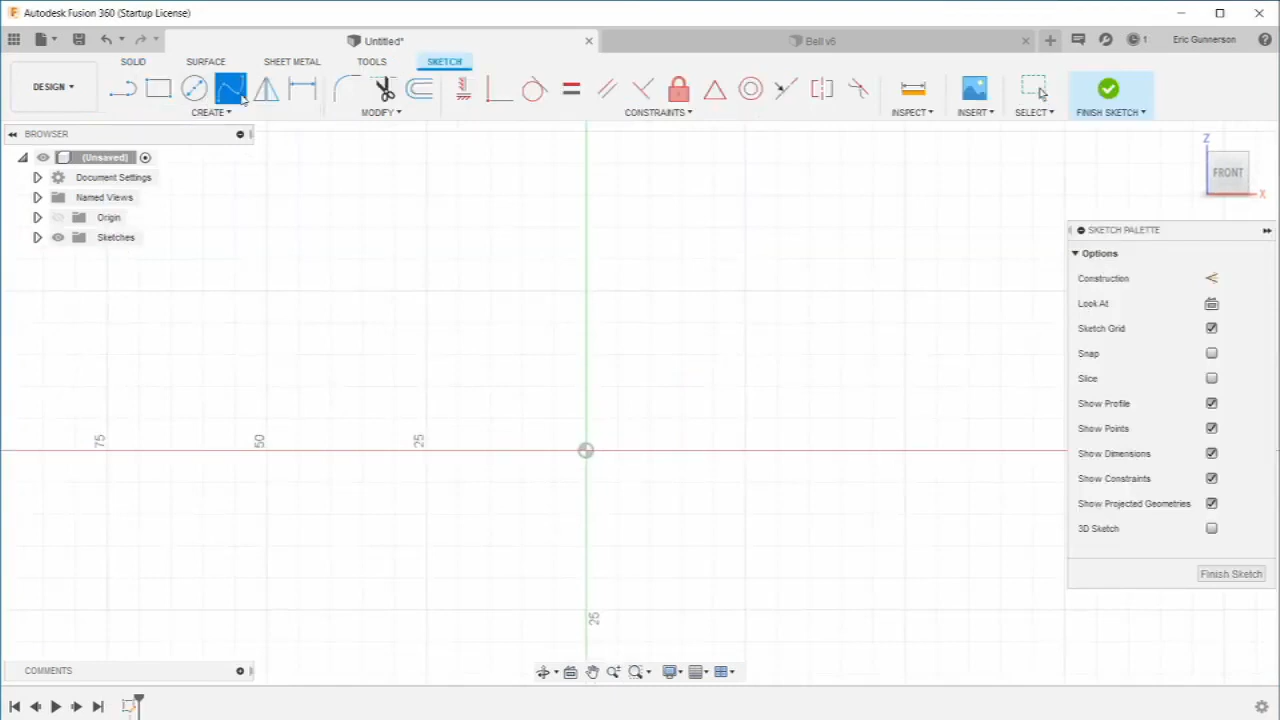 Autodesk Fusion 360 (Startup License)
Untitled*
Bell v6
1
Eric Gunnerson
SOLID
SURFACE
SHEET METAL
TOOLS
SKETCH
DESIGN
CREATE
MODIFY
CONSTRAINTS
INSPECT
INSERT
SELECT
FINISH SKETCH
BROWSER
(Unsaved)
Document Settings
Named Views
Origin
Sketches
Z
FRONT
X
SKETCH PALETTE
Options
Construction
Look At
Sketch Grid
Snap
Slice
Show Profile
Show Points
Show Dimensions
Show Constraints
Show Projected Geometries
3D Sketch
Finish Sketch
75
50
25
25
COMMENTS